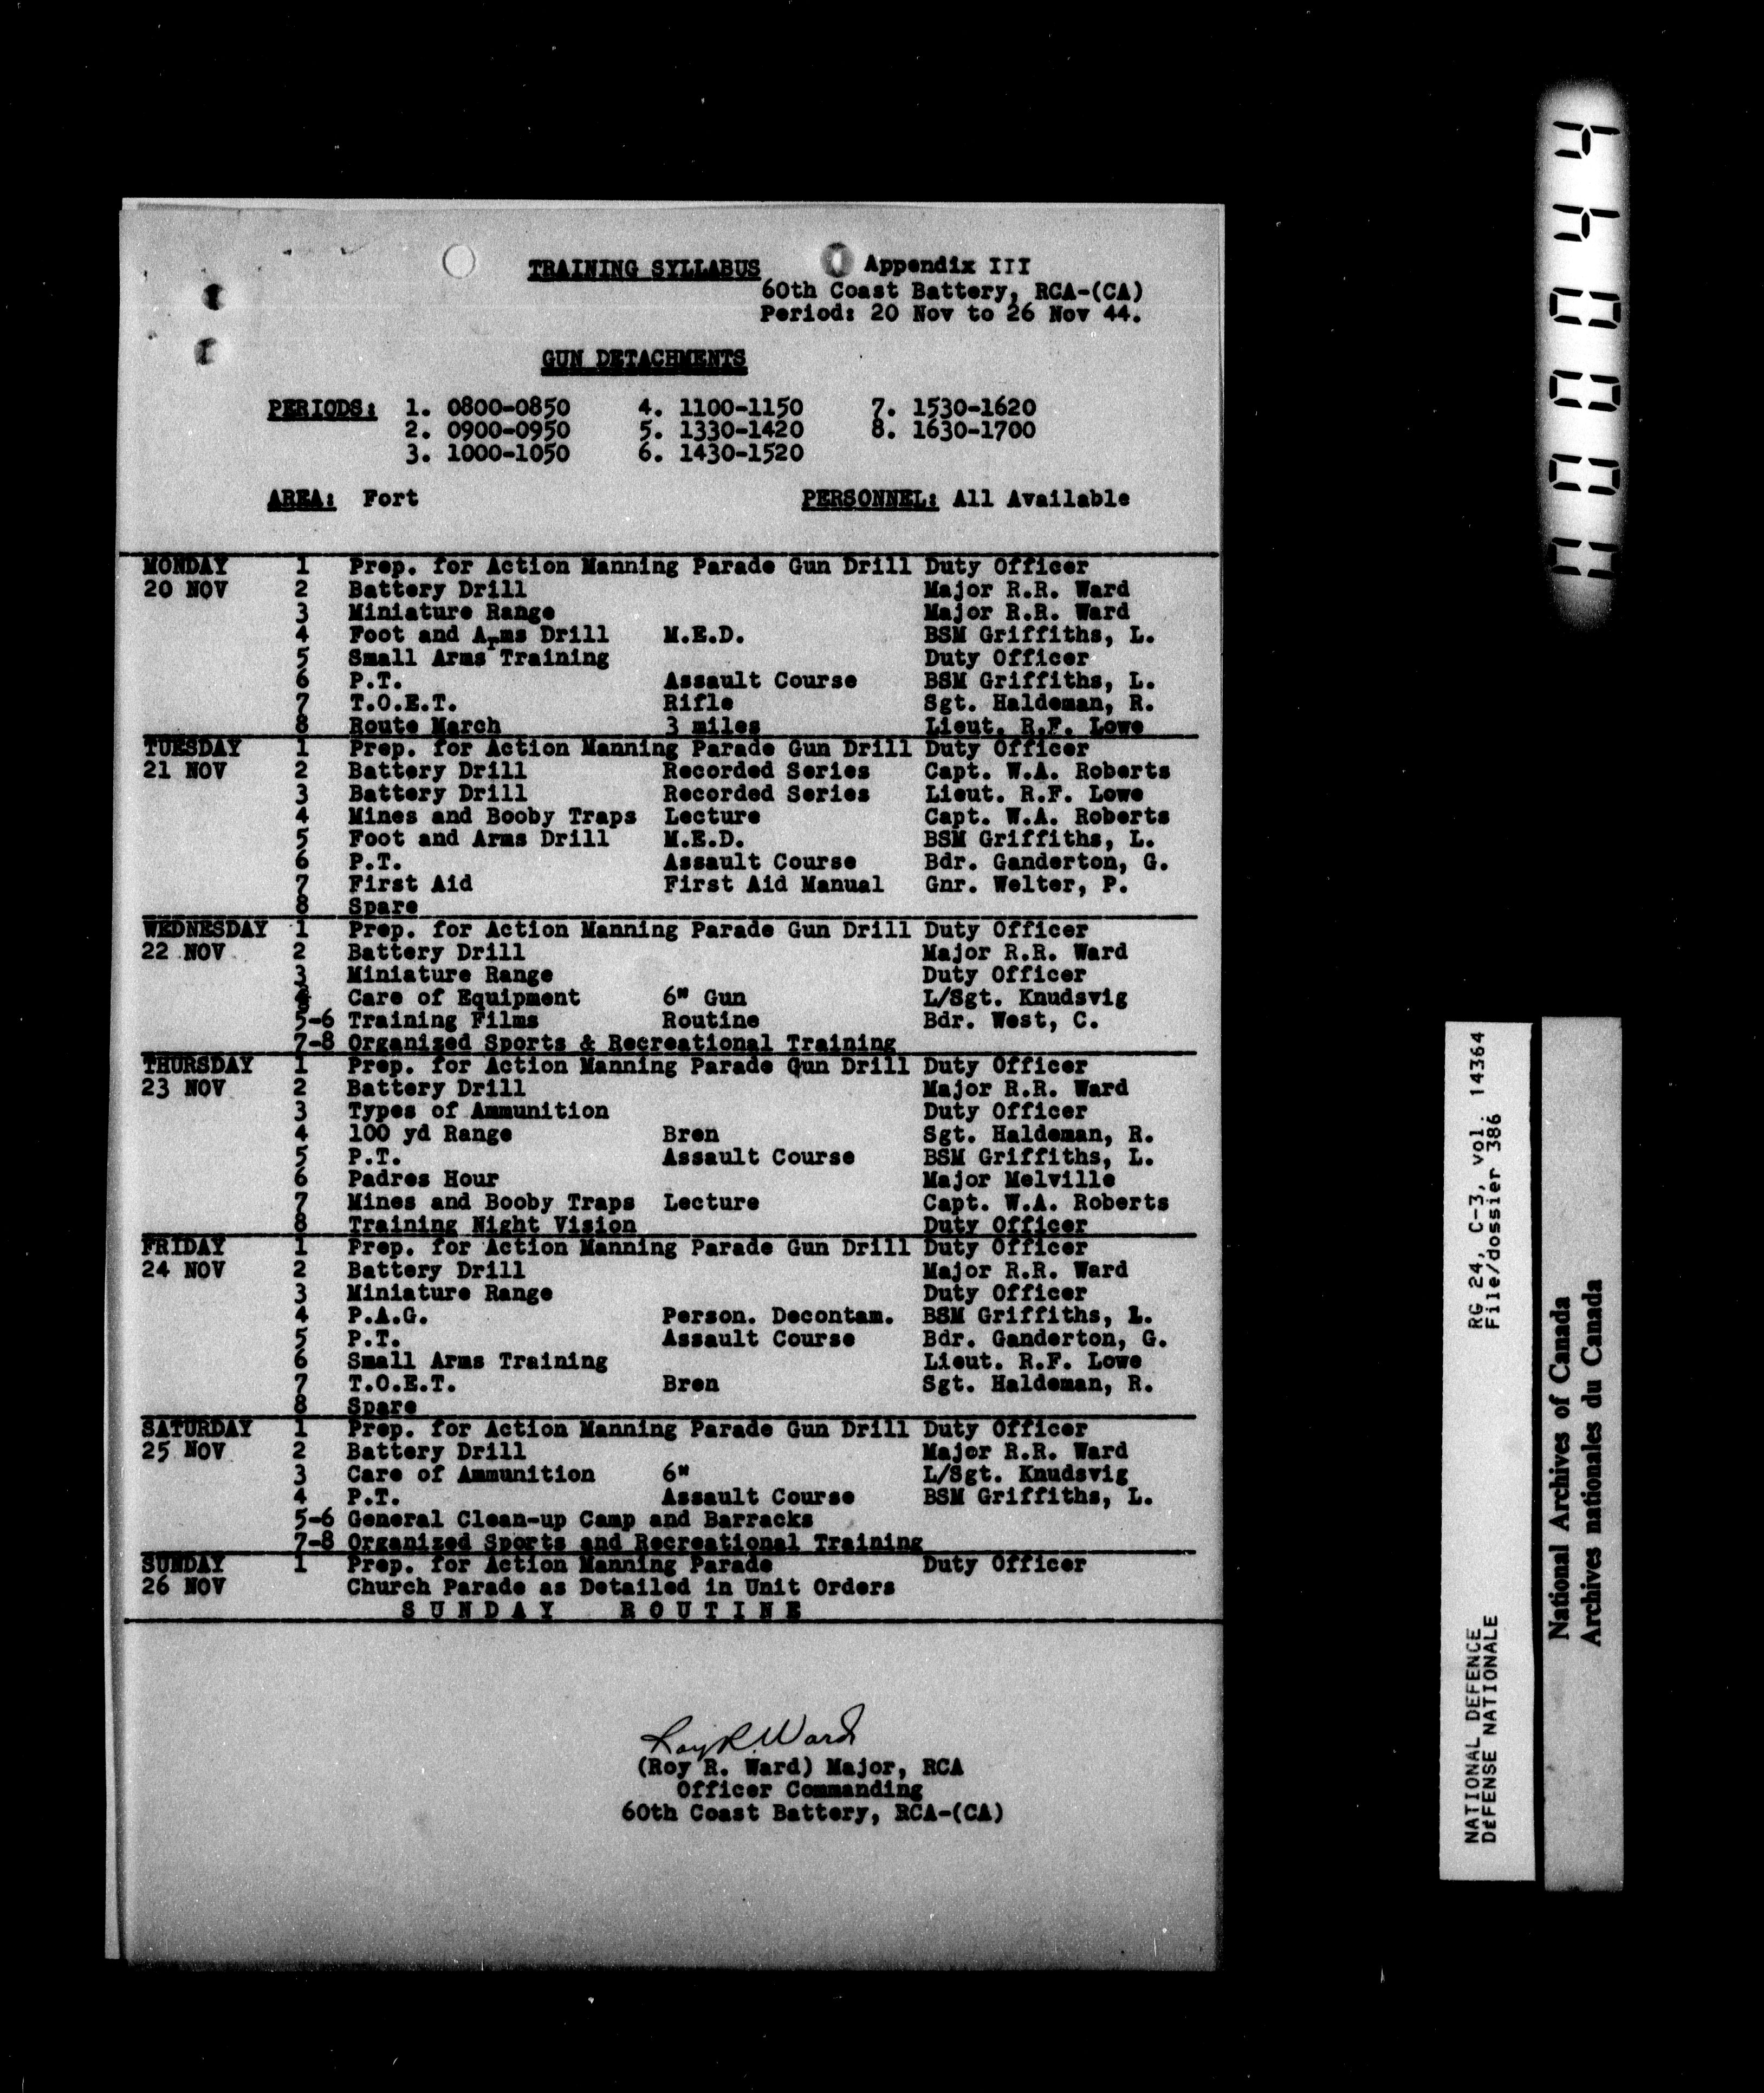 TRAINING SYLLABUS Appendix III
60th Coast Battery, RCA-(CA)
Period: 20 Nov to 26 Nov 44.
GUN DETACHMENTS
PERIODS: 1. 0800-0850 4. 1100-1150 7. 1530-1620
2. 0900-0950 5. 1330-1420 8. 1630-1700
3. 1000-1050 6. 1430-1520
AREA: Fort PERSONNEL: All Available
MONDAY 1 Prep. for Action Manning Parade Gun Drill Duty Officer
20 NOV 2 Battery Drill Major R.R. Ward
3 Miniature Range Major R.R. Ward
4 Foot and Arms Drill M.E.D. BSM Griffiths, L.
5 Small Arms Training Duty Officer
6 P.T. Assault Course BSM Griffiths, L.
7 T.O.E.T. Rifle Sgt. Haldeman, R.
8 Route March 3 miles Lieut. R.F. Lowe
TUESDAY 1 Prep. for Action Manning Parade Gun Drill Duty Officer
21 NOV 2 Battery Drill Recorded Series Capt. W.A. Roberts
3 Battery Drill Recorded Series Lieut. R.F. Lowe
4 Mines and Booby Traps Lecture Capt. W.A. Roberts
5 Foot and Arms Drill M.E.D. BSM Griffiths, L.
6 P.T. Assault Course Bdr. Ganderton, G.
7 First Aid First Aid Manual Gnr. Welter, P.
8 Spare
WEDNESDAY 1 Prep. for Action Manning Parade Gun Drill Duty Officer
22 NOV 2 Battery Drill Major R.R. Ward
3 Miniature Range Duty Officer
4 Care of Equipment 6" Gun L/Sgt. Knudsvig
5-6 Training Films Routine Bdr. West, C.
7-8 Organized Sports & Recreational Training
THURSDAY 1 Prep. for Action Manning Parade Gun Drill Duty Officer
23 NOV 2 Battery Drill Major R.R. Ward
3 Types of Ammunition Duty Officer
4 100 yd Range Bren Sgt. Haldeman, R.
5 P.T. Assault Course BSM Griffiths, L.
6 Padres Hour Major Melville
7 Mines and Booby Traps Lecture Capt. W.A. Roberts
8 Training Night Vision Duty Officer
FRIDAY 1 Prep. for Action Manning Parade Gun Drill Duty Officer
24 NOV 2 Battery Drill Major R.R. Ward
3 Miniature Range Duty Officer
4 P.A.G. Person. Decontam. BSM Griffiths, L.
5 P.T. Assault Course Bdr. Ganderton, G.
6 Small Arms Training Lieut. R.F. Lowe
7 T.O.E.T. Bren Sgt. Haldeman, R.
8 Spare
SATURDAY 1 Prep. for Action Manning Parade Gun Drill Duty Officer
25 NOV 2 Battery Drill Major R.R. Ward
3 Care of Ammunition 6" L/Sgt. Knudsvig
4 P.T. Assault Course BSM Griffiths, L.
5-6 General Clean-up Camp and Barracks
7-8 Organized Sports and Recreational Training
SUNDAY 1 Prep. for Action Manning Parade Duty Officer
26 NOV Church Parade as Detailed in Unit Orders
SUNDAY ROUTINE
Roy R. Ward
(Roy R. Ward) Major, RCA
Officer Commanding
60th Coast Battery, RCA-(CA)
NATIONAL DEFENCE RG 24, C-3, vol. 14364
DEFENSE NATIONALE File/dossier 386
National Archives of Canada
Archives nationales du Canada